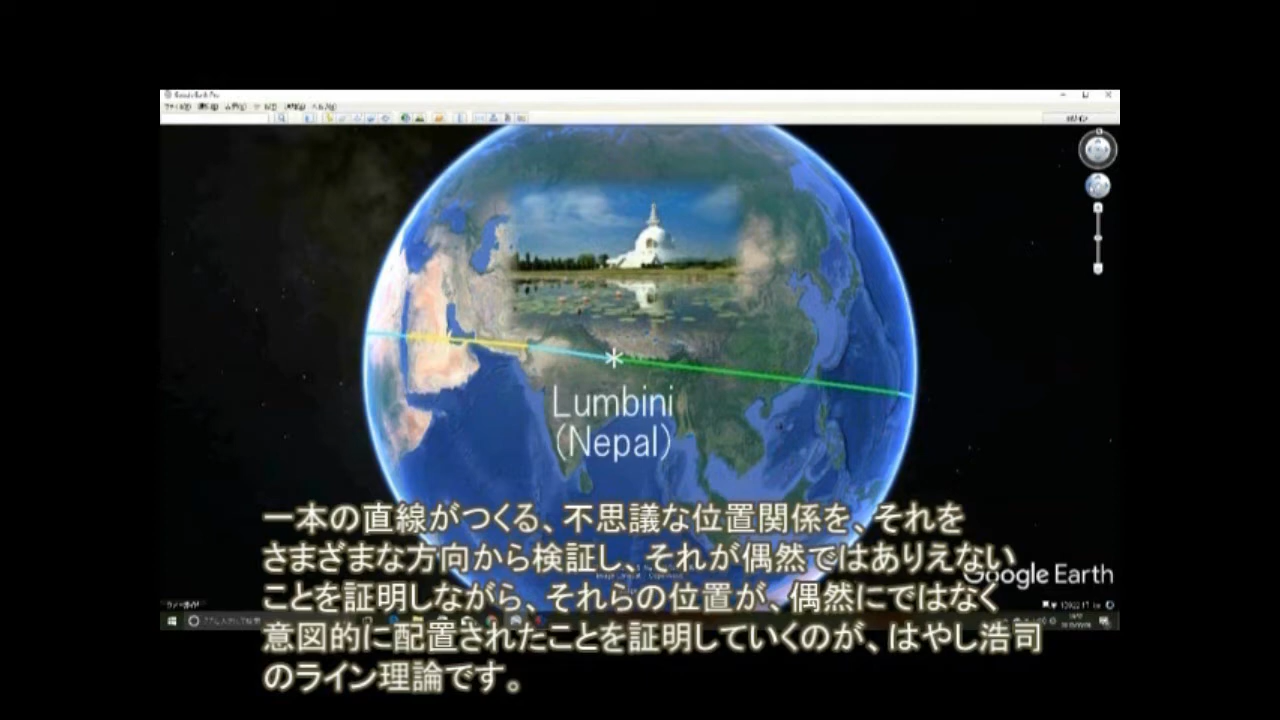 Google Earth Pro
Lumbini
(Nepal)
一本の直線がつくる、不思議な位置関係を、それを
さまざまな方向から検証し、それが偶然ではありえない
Google Earth
ことを証明しながら、それらの位置が、偶然にではなく
意図的に配置されたことを証明していくのが、はやし浩司
のライン理論です。